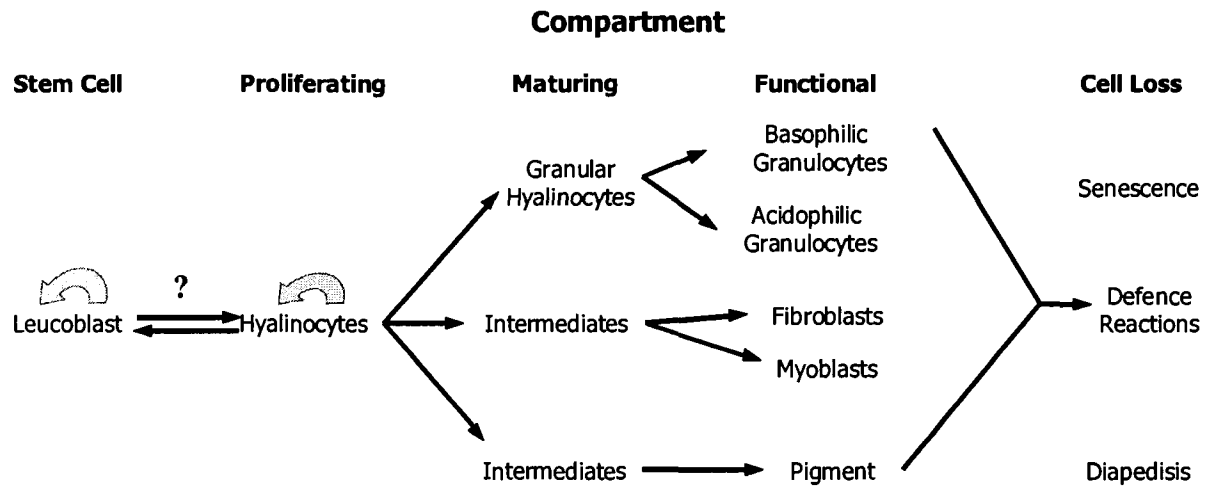 Compartment
Stem Cell Proliferating Maturing Functional Cell Loss
Basophilic
Granulocytes
Granular
Hyalinocytes
Senescence
Acidophilic
Granulocytes
?
Leucoblast Hyalinocytes Intermediates Fibroblasts Defence
Reactions
Myoblasts
Intermediates Pigment Diapedisis